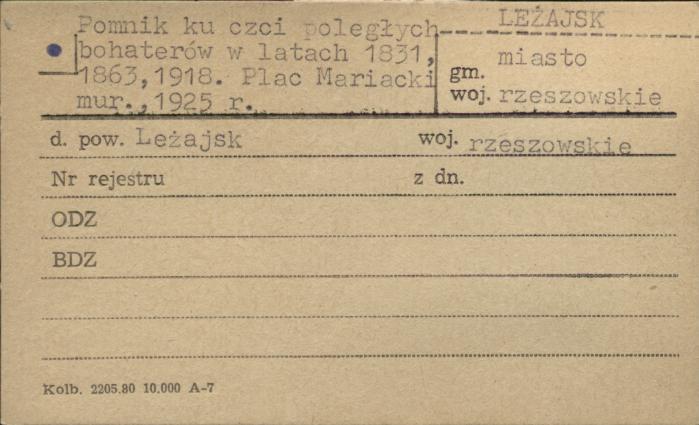 Pomnik ku czci poległych
bohaterów w latach 1831,
1863,1918. Plac Mariacki
mur.,1925 r.
LEŻAJSK
miasto
gm.
woj. rzeszowskie
d. pow. Leżajsk woj. rzeszowskie
Nr rejestru z dn.
ODZ
BDZ
Kolb. 2205.80 10.000 A-7